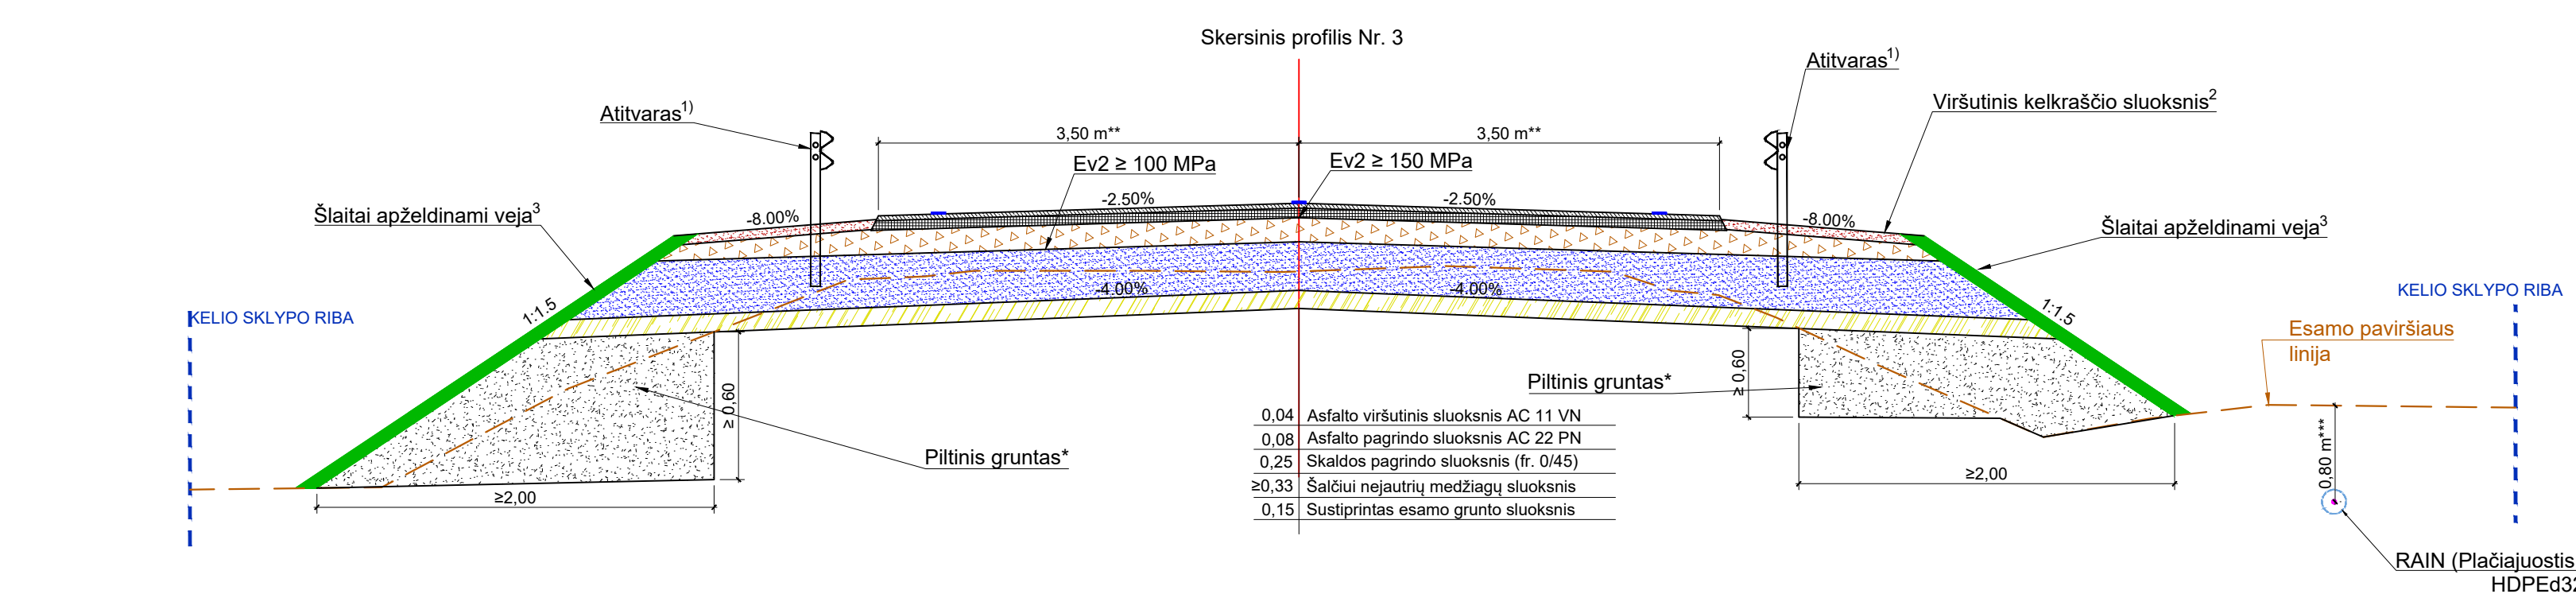 Skersinis profilis Nr. 3
Atitvaras1)
Atitvaras1)
Viršutinis kelkraščio sluoksnis2
3,50 m**
3,50 m**
Ev2 ≥ 100 MPa
Ev2 ≥ 150 MPa
Šlaitai apželdinami veja3
-8.00%
-2.50%
-2.50%
-8.00%
Šlaitai apželdinami veja3
KELIO SKLYPO RIBA
1:1.5
-4.00%
-4.00%
1:1.5
KELIO SKLYPO RIBA
Esamo paviršiaus
linija
≥ 0,60
≥ 0,60
Piltinis gruntas*
Piltinis gruntas*
0,04 Asfalto viršutinis sluoksnis AC 11 VN
0,08 Asfalto pagrindo sluoksnis AC 22 PN
0,25 Skaldos pagrindo sluoksnis (fr. 0/45)
≥0,33 Šalčiui nejautrių medžiagų sluoksnis
0,15 Sustiprintas esamo grunto sluoksnis
≥2,00
≥2,00
0,80 m***
RAIN (Plačiajuostis
HDPEd32